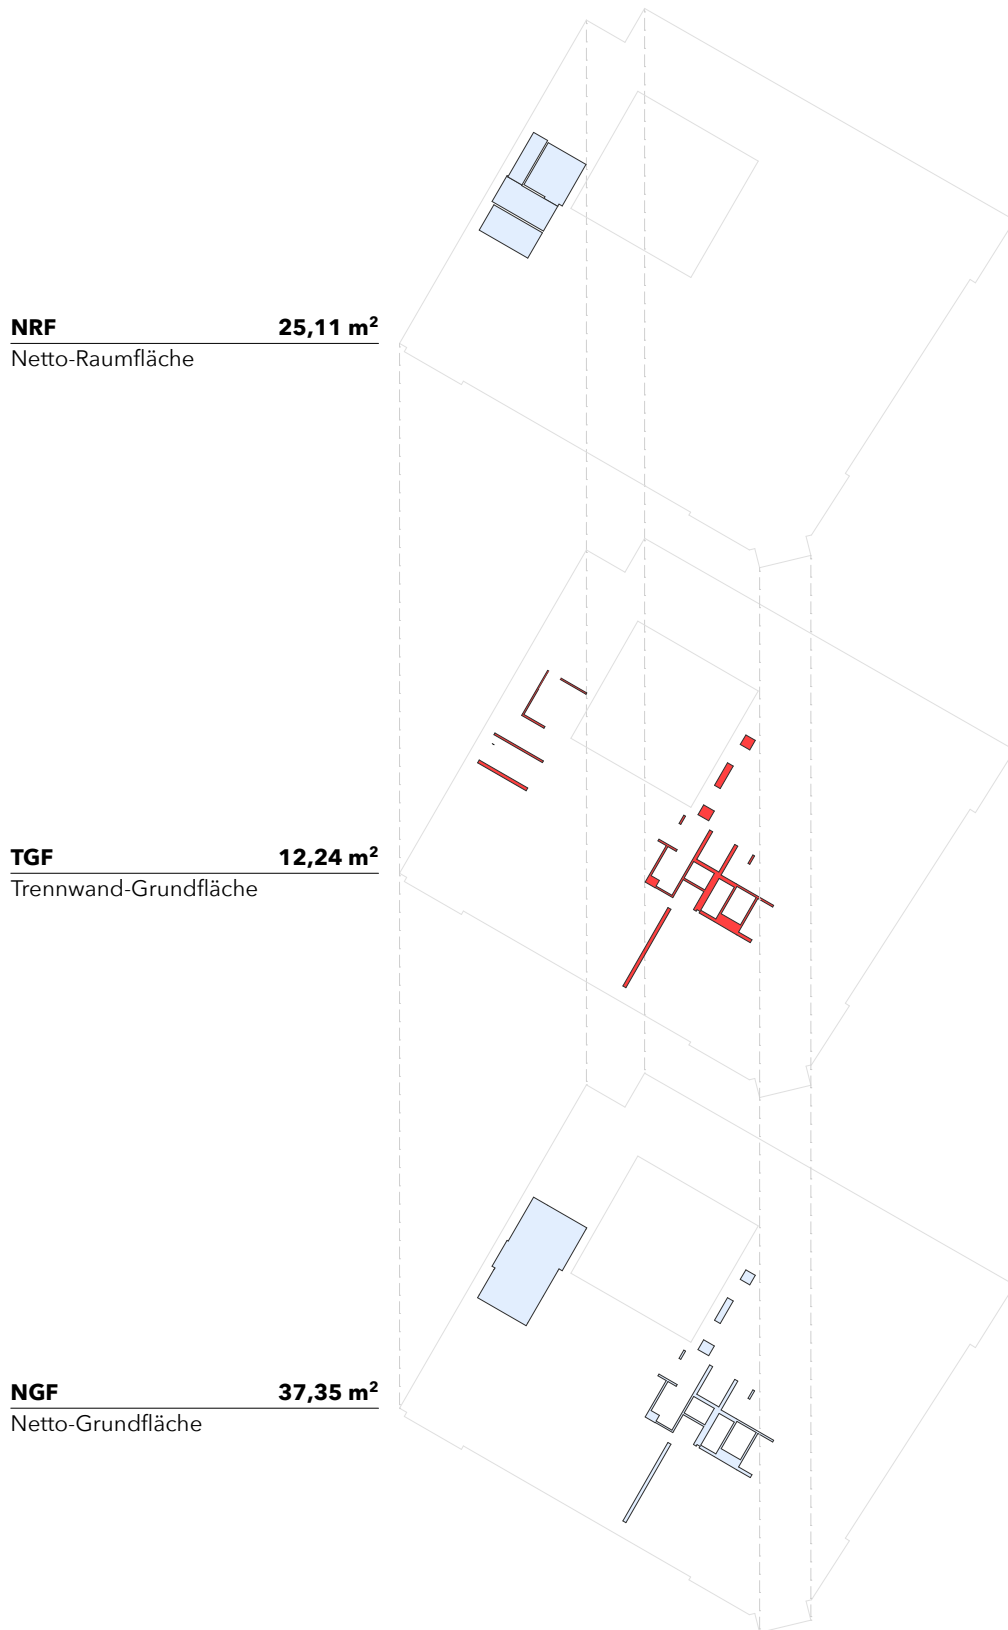 NRF 25,11 m²
Netto-Raumfläche
TGF 12,24 m²
Trennwand-Grundfläche
NGF 37,35 m²
Netto-Grundfläche